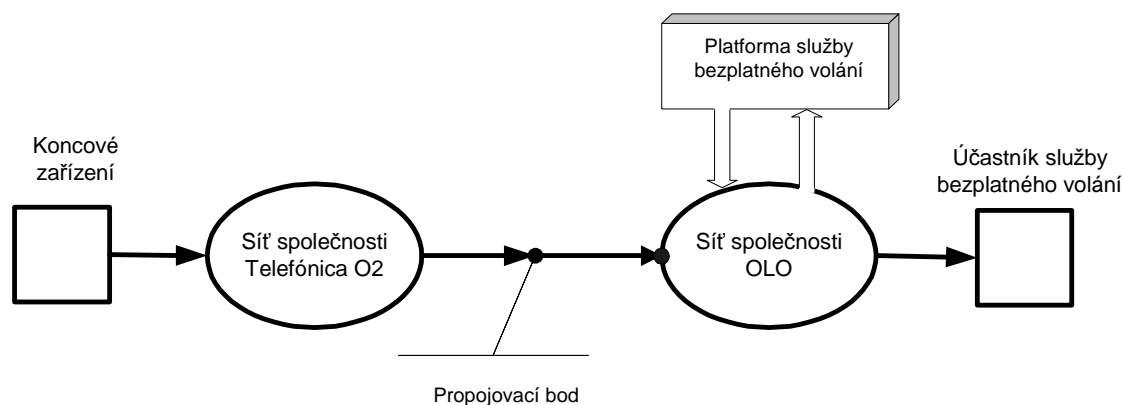 Platforma služby
bezplatného volání
Koncové
zařízení
Účastník služby
bezplatného volání
Síť společnosti
Telefónica O2
Síť společnosti
OLO
Propojovací bod